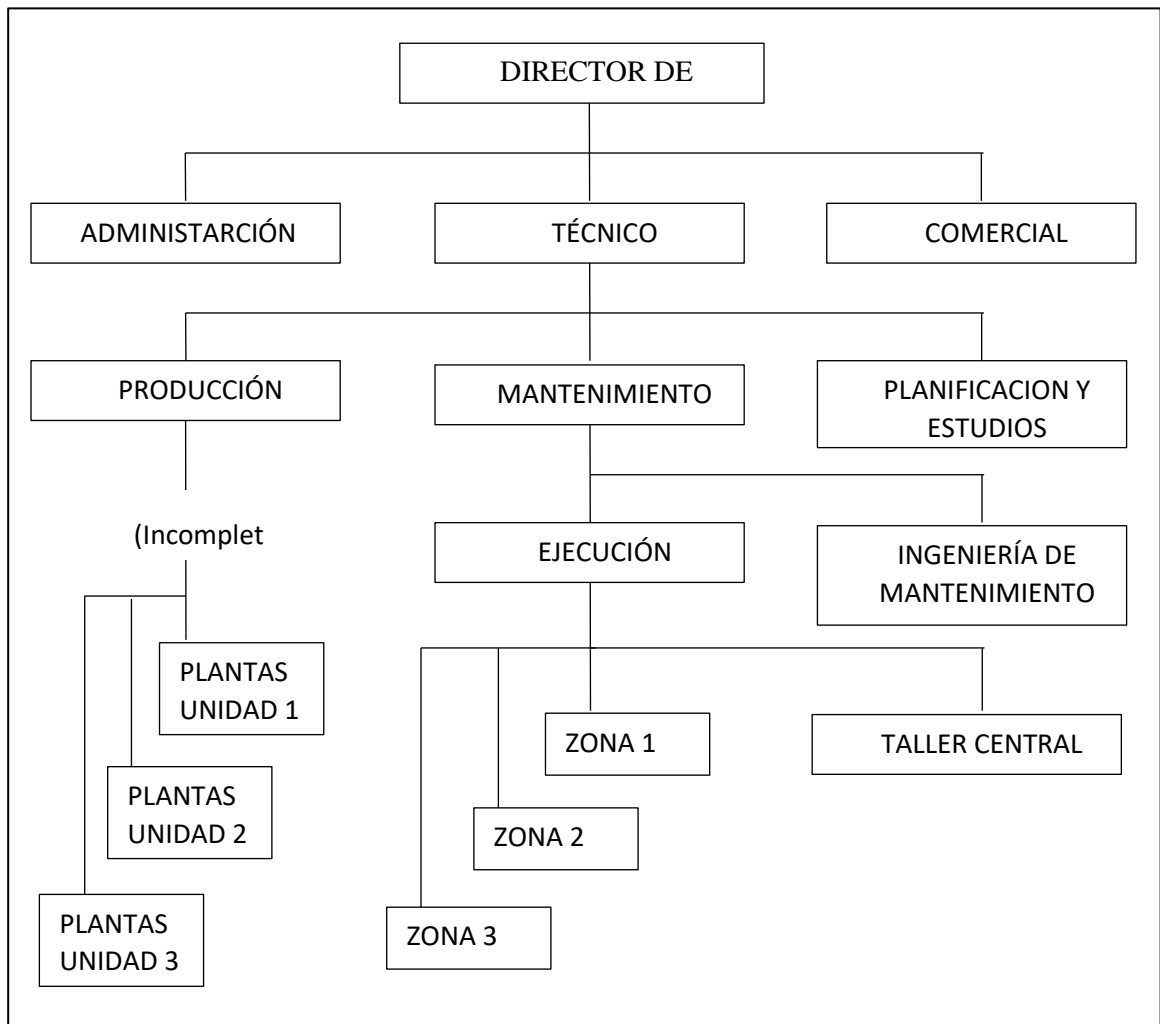 DIRECTOR DE
ADMINISTARCIÓN
TÉCNICO
COMERCIAL
PRODUCCIÓN
MANTENIMIENTO
PLANIFICACION Y
ESTUDIOS
(Incomplet
EJECUCIÓN
INGENIERÍA DE
MANTENIMIENTO
PLANTAS
UNIDAD 1
ZONA 1
TALLER CENTRAL
PLANTAS
UNIDAD 2
ZONA 2
PLANTAS
UNIDAD 3
ZONA 3